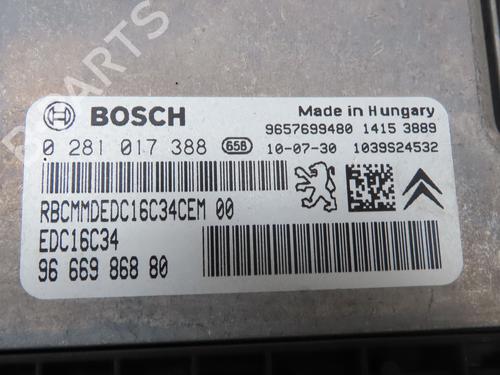 BOSCH
Made in Hungary
9657699480 1415 3889
0 281 017 388 658 10-07-30 1039S24532
RBCMMDEDC16C34CEM 00
EDC16C34
96 669 868 80